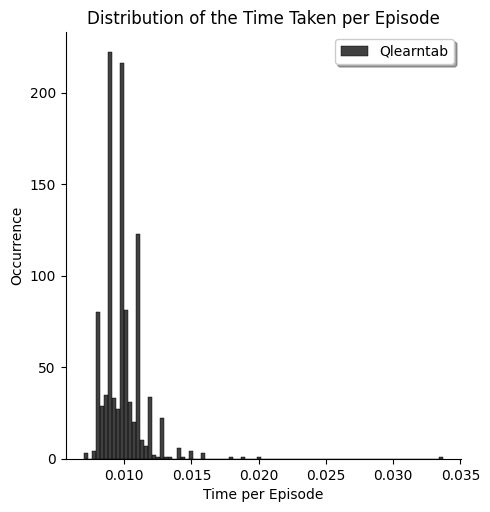 Distribution of the Time Taken per Episode
Qlearntab
200
150
100
50
0
Occurrence
0.010 0.015 0.020 0.025 0.030 0.035
Time per Episode